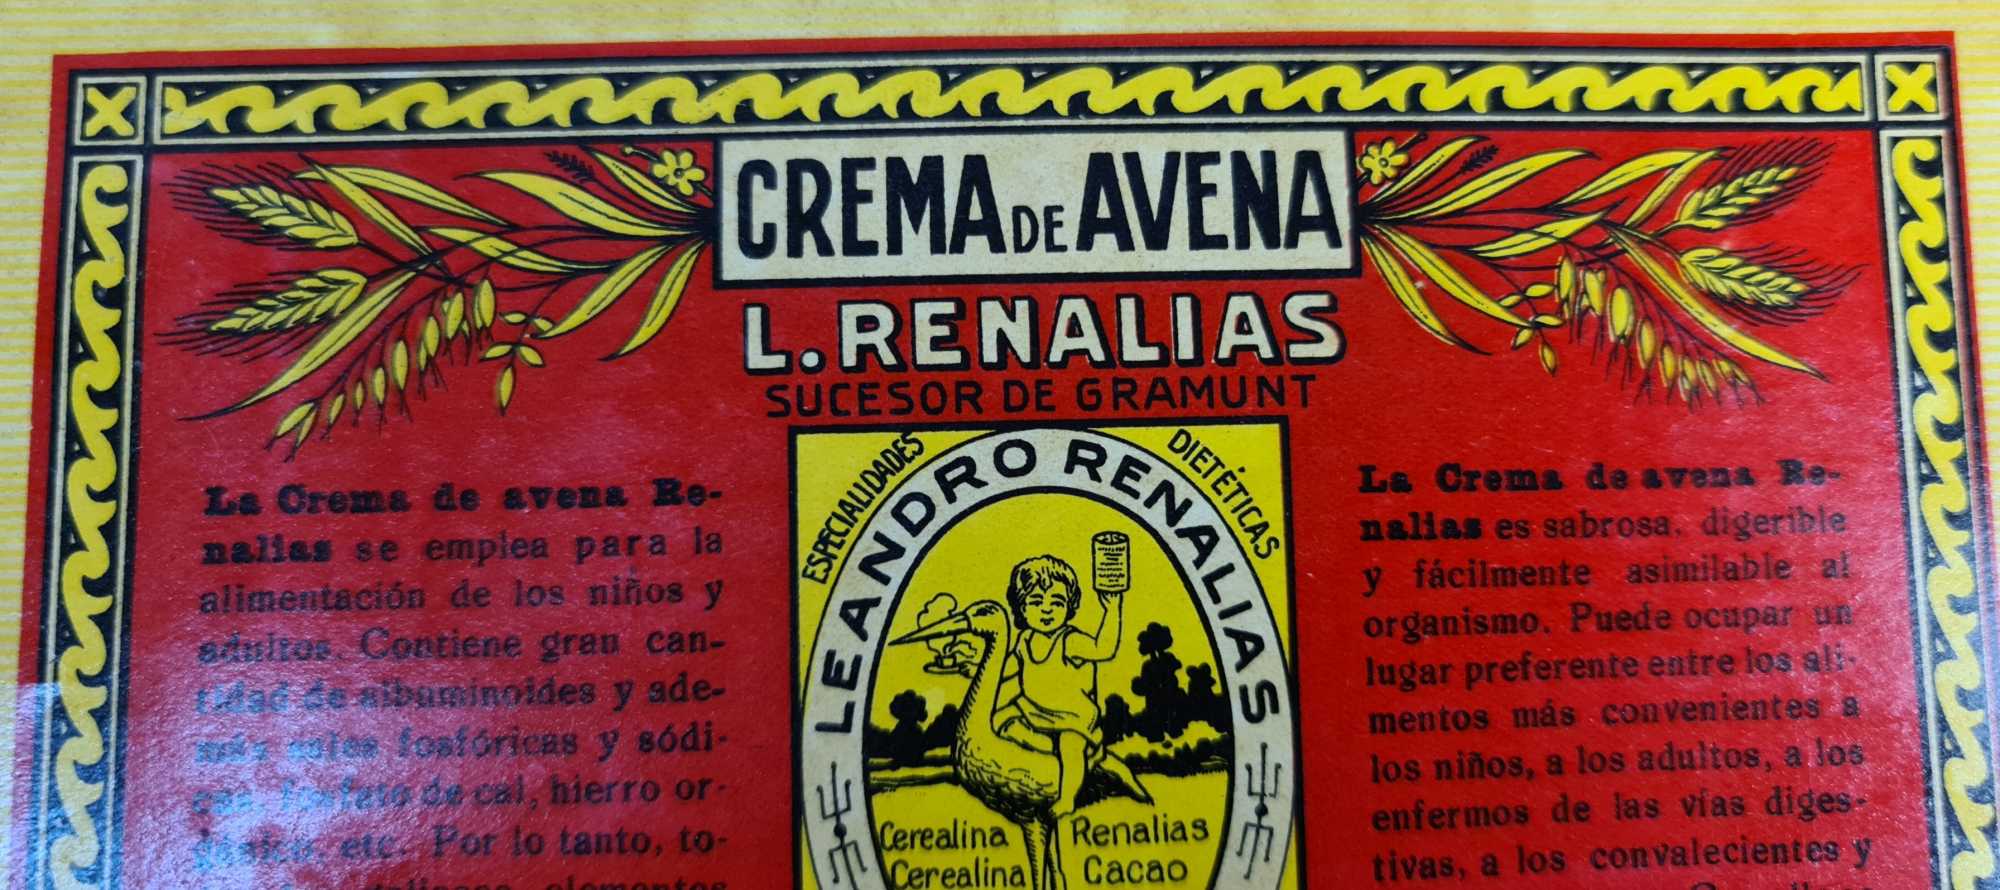 CREMA DE AVENA
L. RENALIAS
SUCESOR DE GRAMUNT
La Crema de avena Re-
nalias se emplea para la
alimentación de los niños y
adultos. Contiene gran can-
tidad de albuminoides y ade-
más sales fosfóricas y sódi-
cas, fosfato de cal, hierro or-
etc. Por lo tanto, to-
elementos
ESPECIALIDADES
DIETÉTICAS
LEANDRO RENALIAS
Cerealina Renalias
Cerealina Cacao
La Crema de avena Re-
nalias es sabrosa, digerible
y fácilmente asimilable al
organismo. Puede ocupar un
lugar preferente entre los ali-
mentos más convenientes a
los niños, a los adultos, a los
enfermos de las vías diges-
tivas, a los convalecientes y